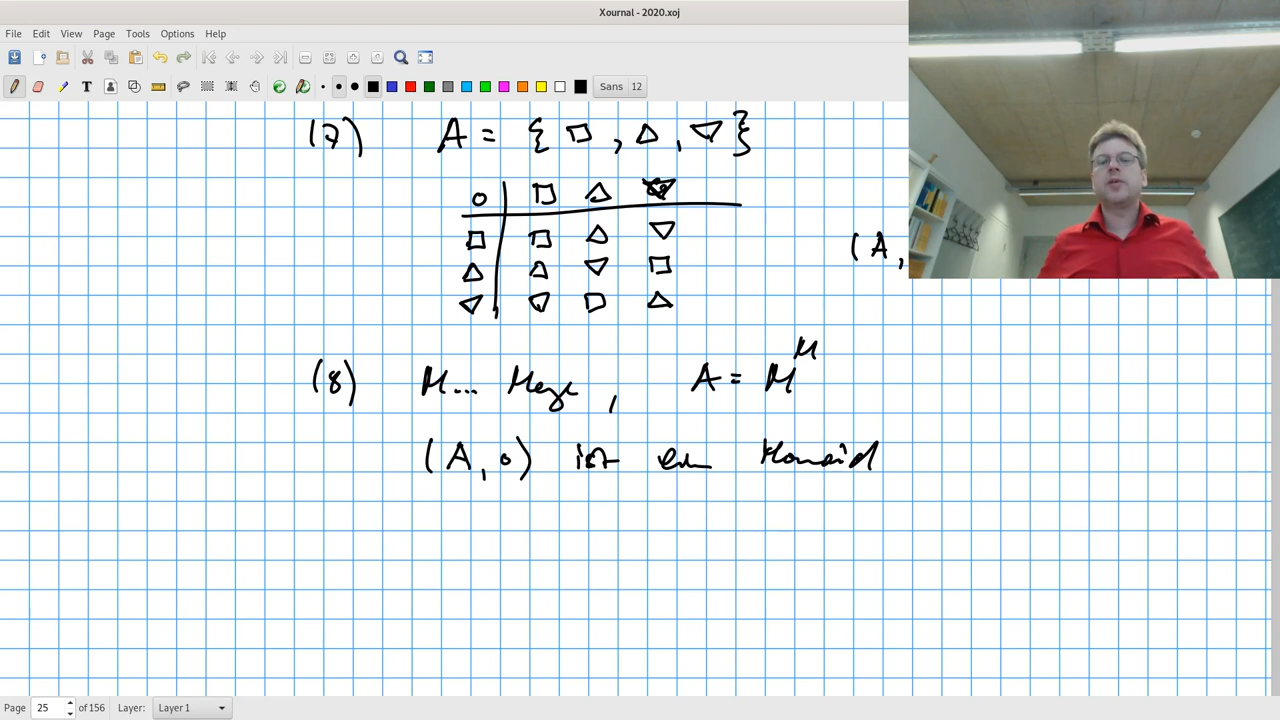 Xournal - 2020.xoj
File Edit View Page Tools Options Help
Sans 12
(7) A = { □ , △ , ▽ }
∘ | □ △ ▽
□ | □ △ ▽
△ | △ ▽ □
▽ | ▽ □ △
(A,
(8) M... Menge , A = M^M
(A, ∘) ist ein Monoid
Page 25 of 156 Layer: Layer 1